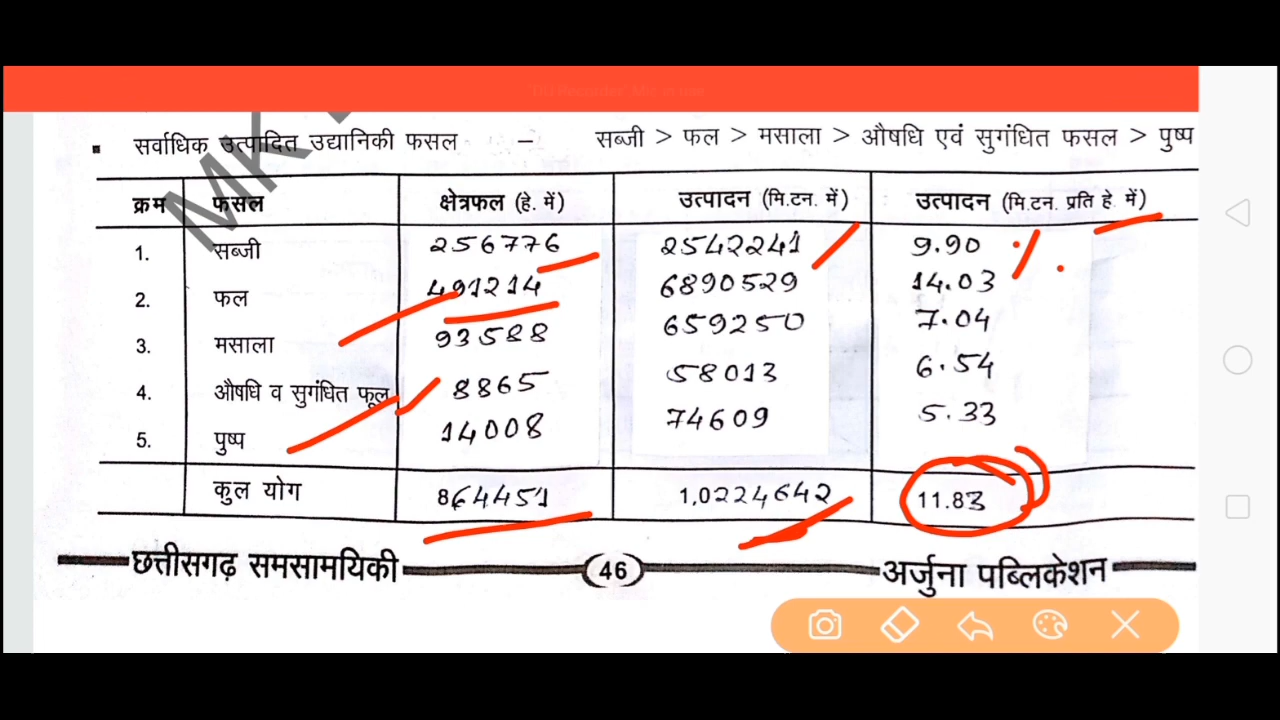 सर्वाधिक उत्पादित उद्यानिकी फसल – सब्जी > फल > मसाला > औषधि एवं सुगंधित फसल > पुष्प
क्रम फसल क्षेत्रफल (हे. में) उत्पादन (मि.टन. में) उत्पादन (मि.टन. प्रति हे. में)
1. सब्जी 256776 2542241 9.90
2. फल 491214 6890529 14.03
3. मसाला 93588 659250 7.04
4. औषधि व सुगंधित फूल 8865 58013 6.54
5. पुष्प 14008 74609 5.33
कुल योग 864451 1,0224642 11.83
छत्तीसगढ़ समसामयिकी 46 अर्जुना पब्लिकेशन
MK